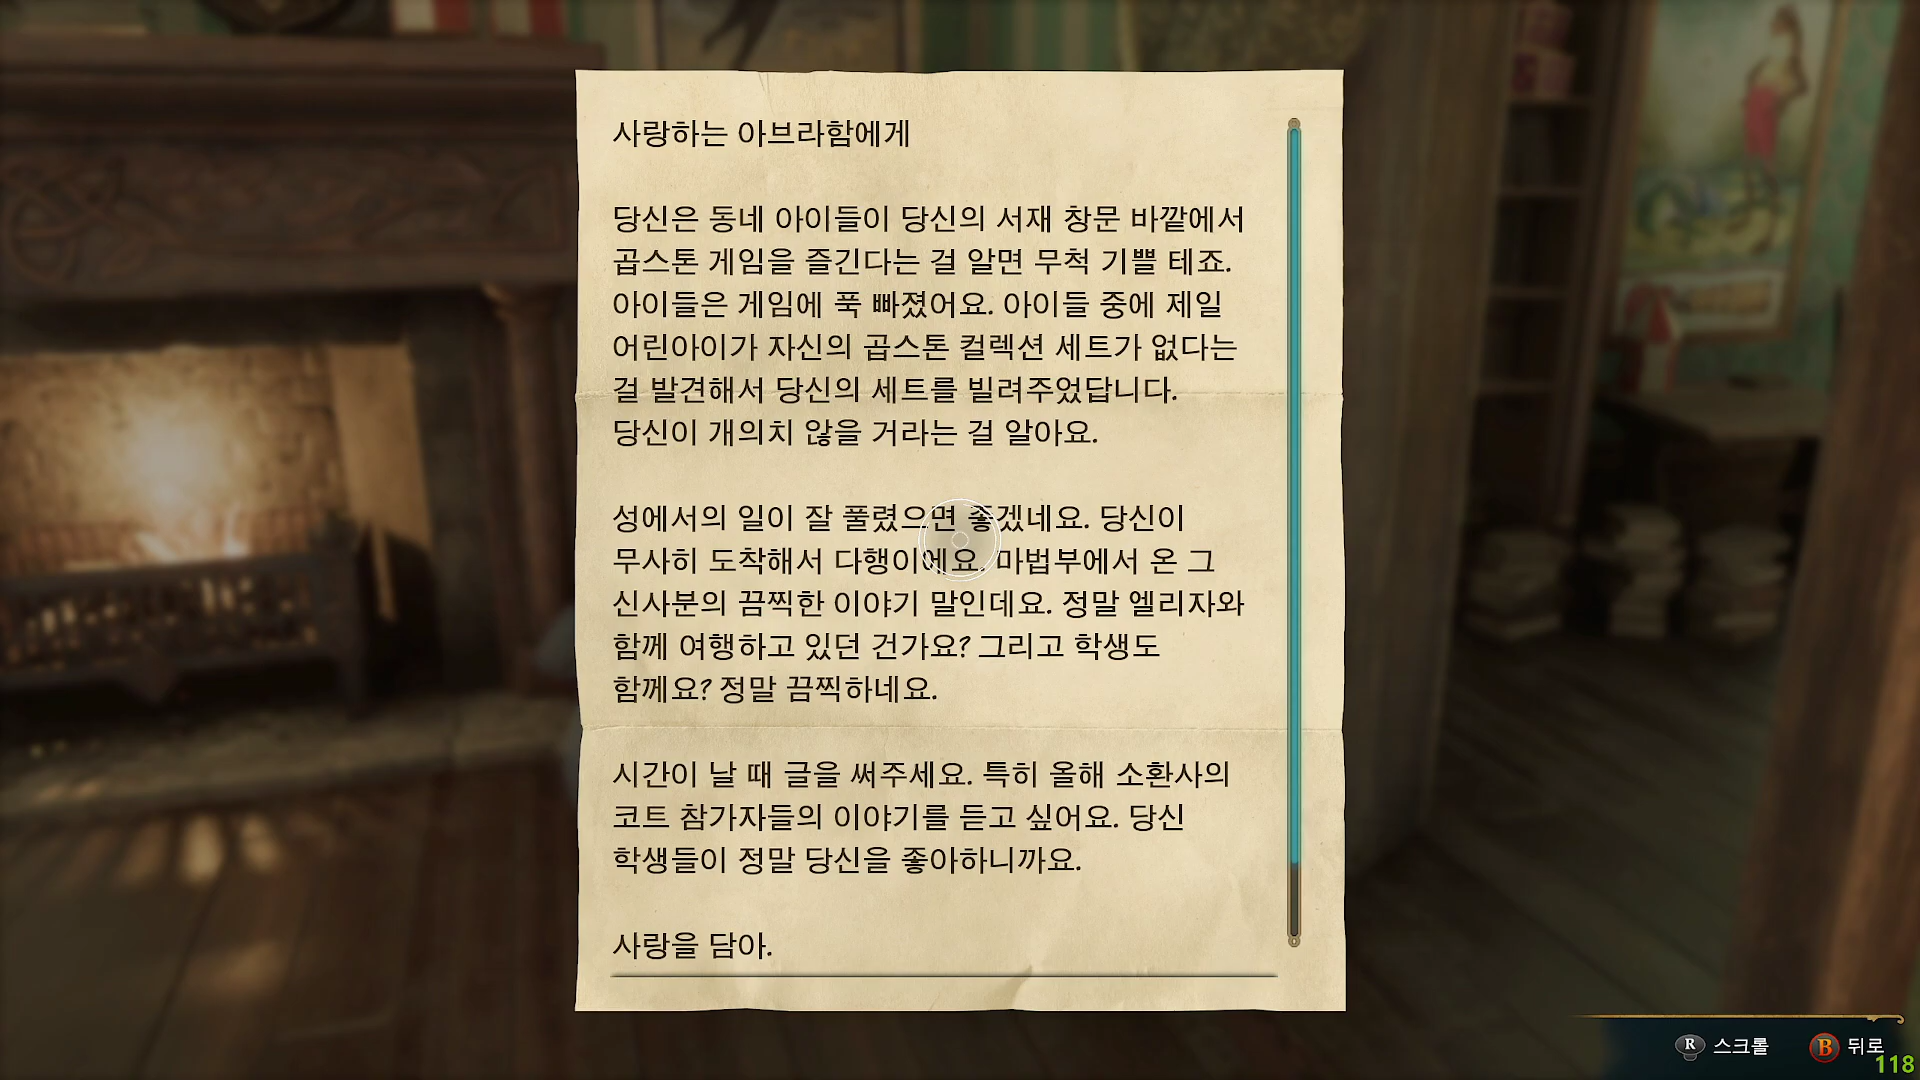 사랑하는 아브라함에게
당신은 동네 아이들이 당신의 서재 창문 바깥에서
곱스톤 게임을 즐긴다는 걸 알면 무척 기쁠 테죠.
아이들은 게임에 푹 빠졌어요. 아이들 중에 제일
어린아이가 자신의 곱스톤 컬렉션 세트가 없다는
걸 발견해서 당신의 세트를 빌려주었답니다.
당신이 개의치 않을 거라는 걸 알아요.
성에서의 일이 잘 풀렸으면 좋겠네요. 당신이
무사히 도착해서 다행이에요. 마법부에서 온 그
신사분의 끔찍한 이야기 말인데요. 정말 엘리자와
함께 여행하고 있던 건가요? 그리고 학생도
함께요? 정말 끔찍하네요.
시간이 날 때 글을 써주세요. 특히 올해 소환사의
코트 참가자들의 이야기를 듣고 싶어요. 당신
학생들이 정말 당신을 좋아하니까요.
사랑을 담아.
R 스크롤 B 뒤로
118